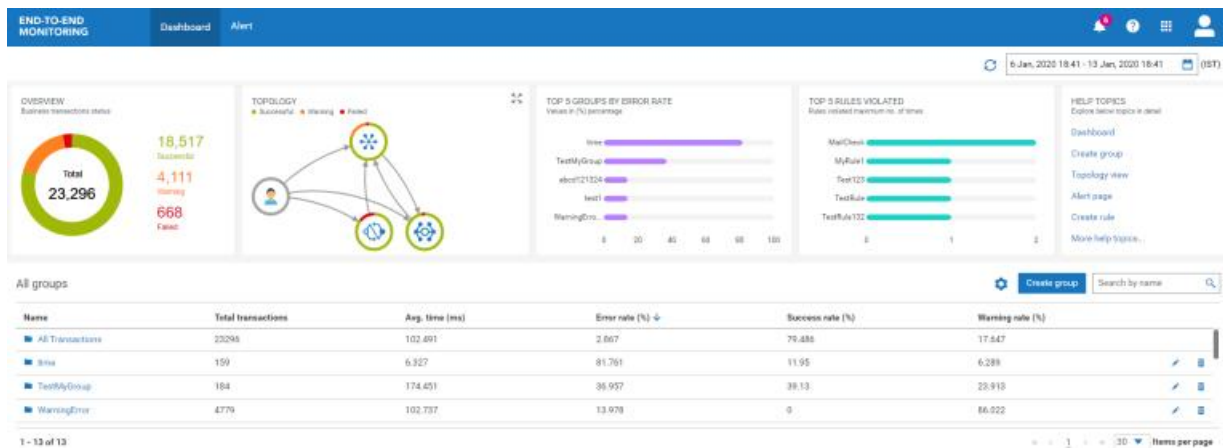 END-TO-END
MONITORING
Dashboard
Alert
6
6 Jan, 2020 18:41 - 13 Jan, 2020 18:41
(IST)
OVERVIEW
Business transactions status
Total
23,296
18,517
Successful
4,111
Warning
668
Failed
TOPOLOGY
Successful Warning Failed
TOP 5 GROUPS BY ERROR RATE
Values in (%) percentage
time
TestMyGroup
abcd121324
test1
WarningErro...
0 20 40 60 80 100
TOP 5 RULES VIOLATED
Rules violated maximum no. of times
MailCheck
MyRule1
Test123
TestRule
TestRule132
0 1 2
HELP TOPICS
Explore below topics in detail
Dashboard
Create group
Topology view
Alert page
Create rule
More help topics...
All groups
Create group
Search by name
Name Total transactions Avg. time (ms) Error rate (%) Success rate (%) Warning rate (%)
All Transactions 23296 102.491 2.867 79.486 17.647
time 159 6.327 81.761 11.95 6.289
TestMyGroup 184 174.451 36.957 39.13 23.913
WarningError 4779 102.737 13.978 0 86.022
1 - 13 of 13
1
30
Items per page